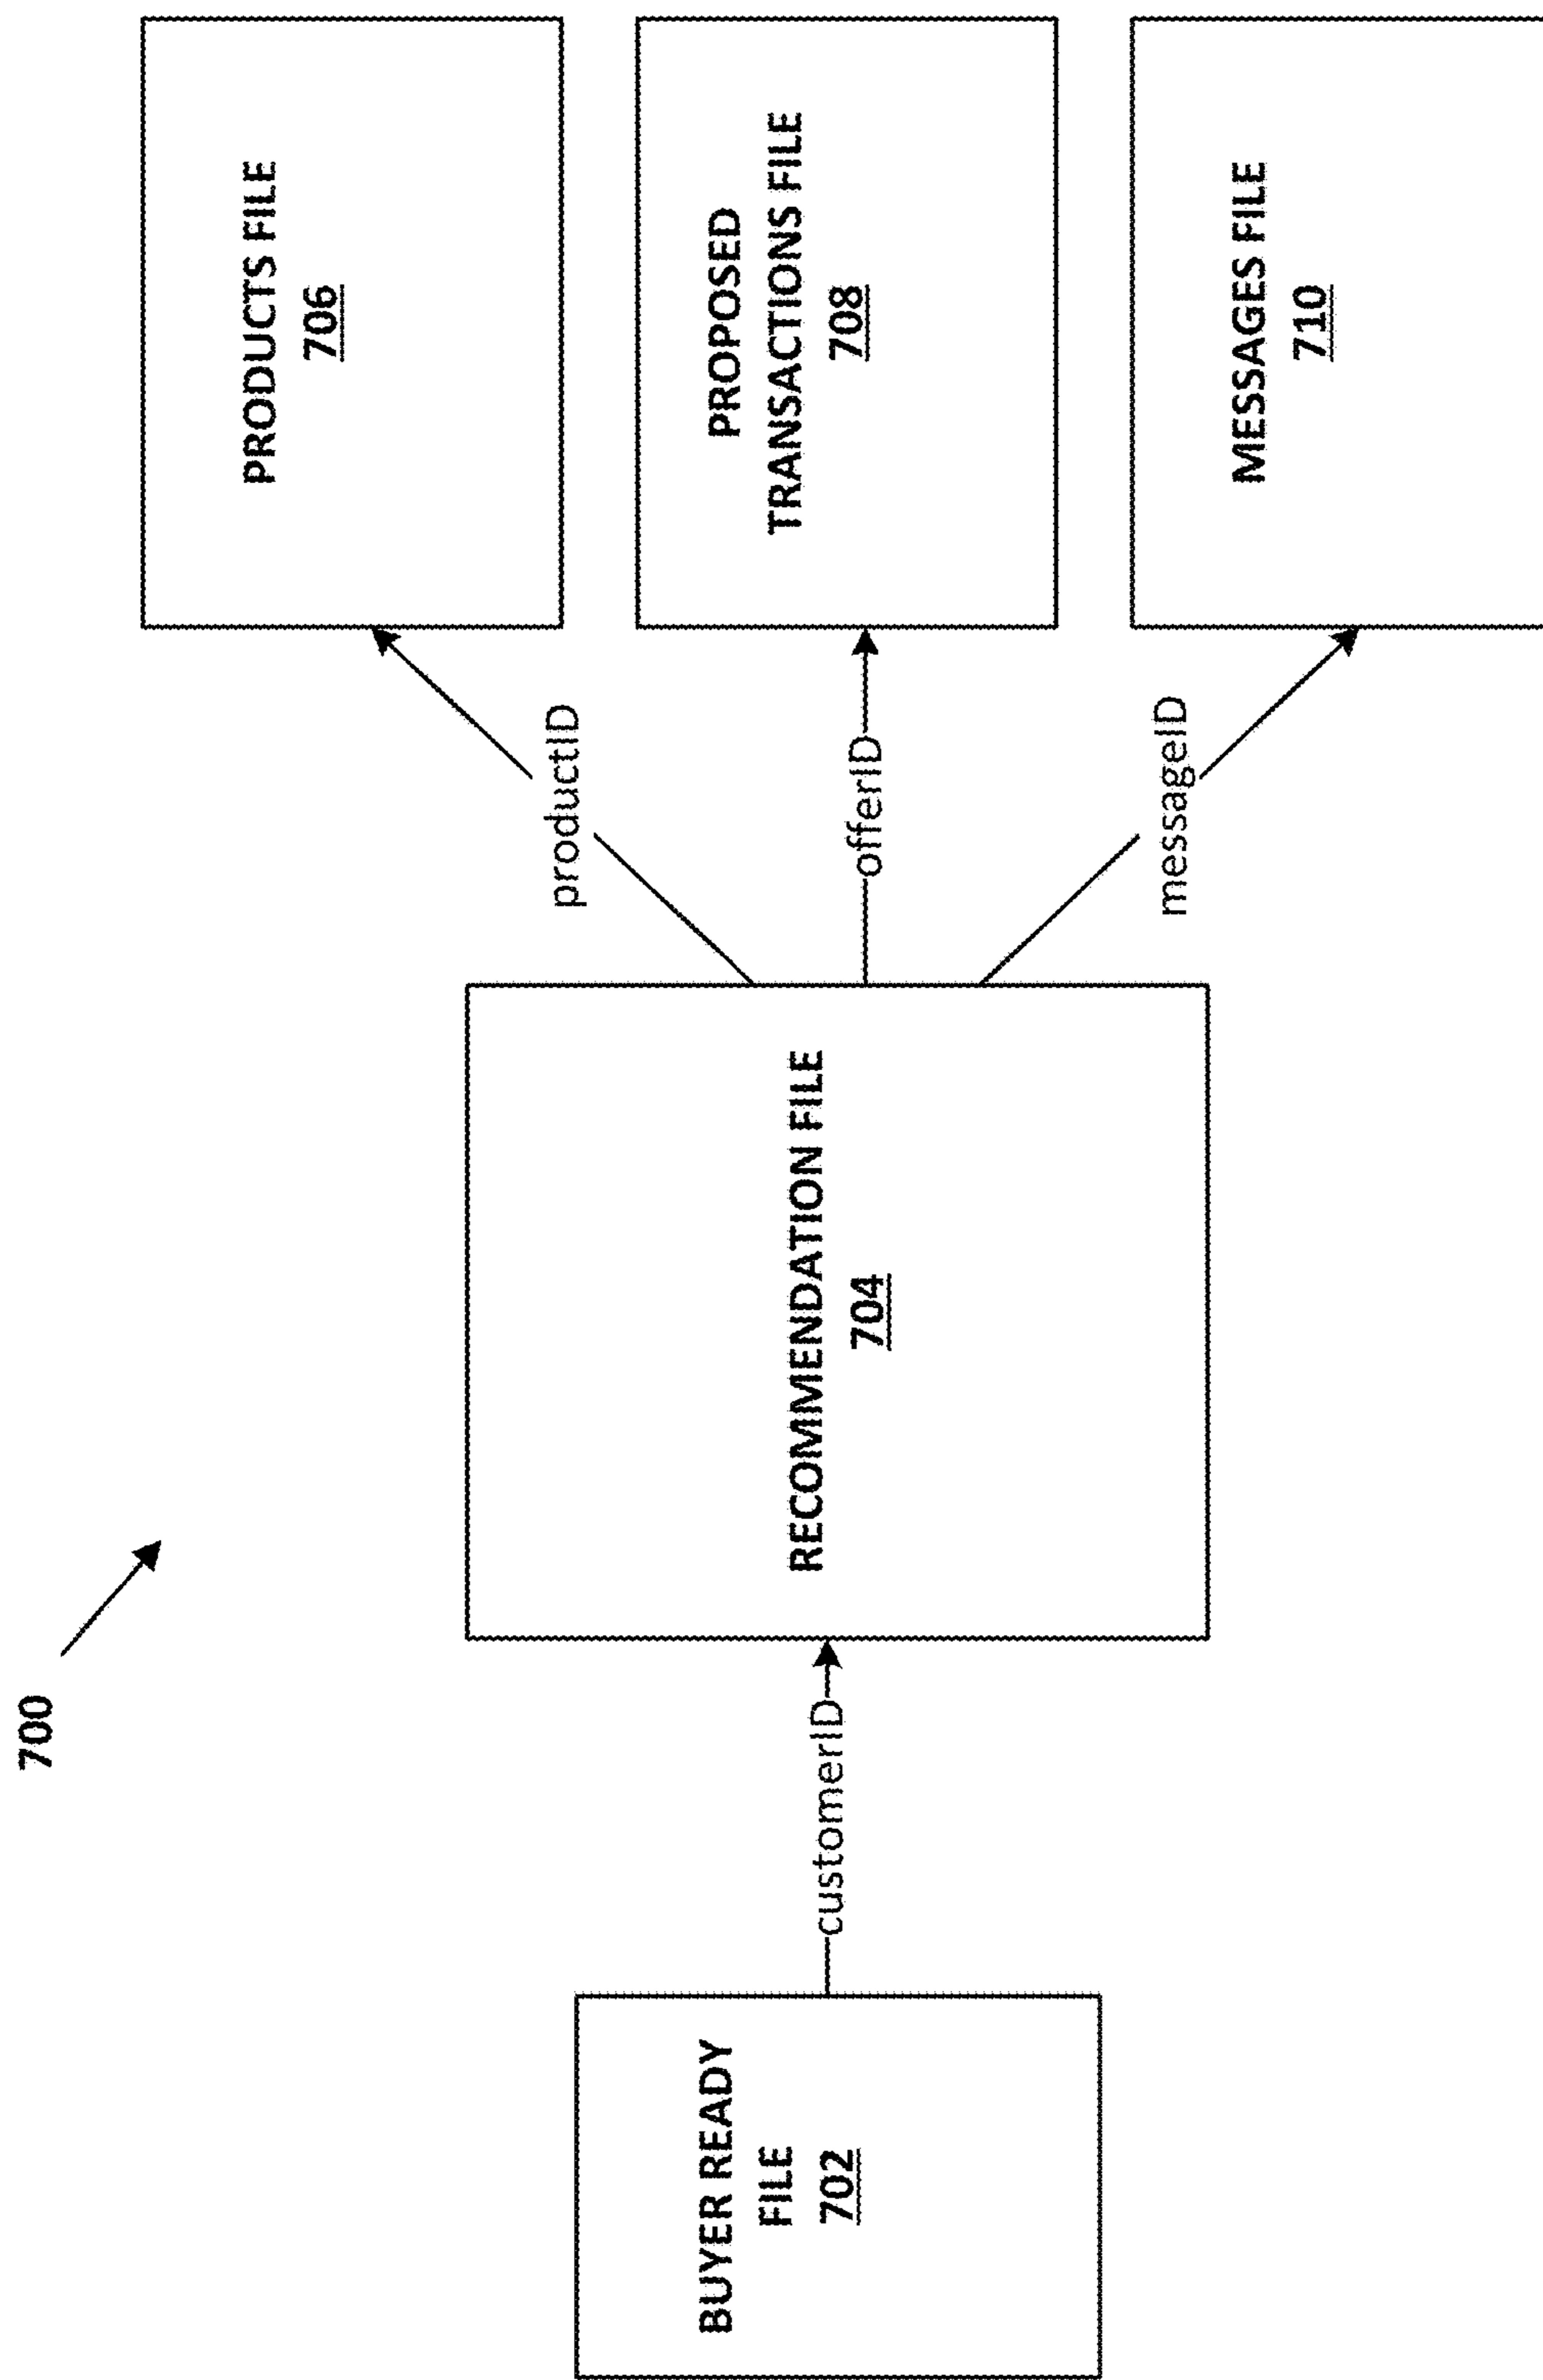 700
BUYER READY
FILE
702
customerID
RECOMMENDATION FILE
704
productID
offerID
messageID
PRODUCTS FILE
706
PROPOSED
TRANSACTIONS FILE
708
MESSAGES FILE
710